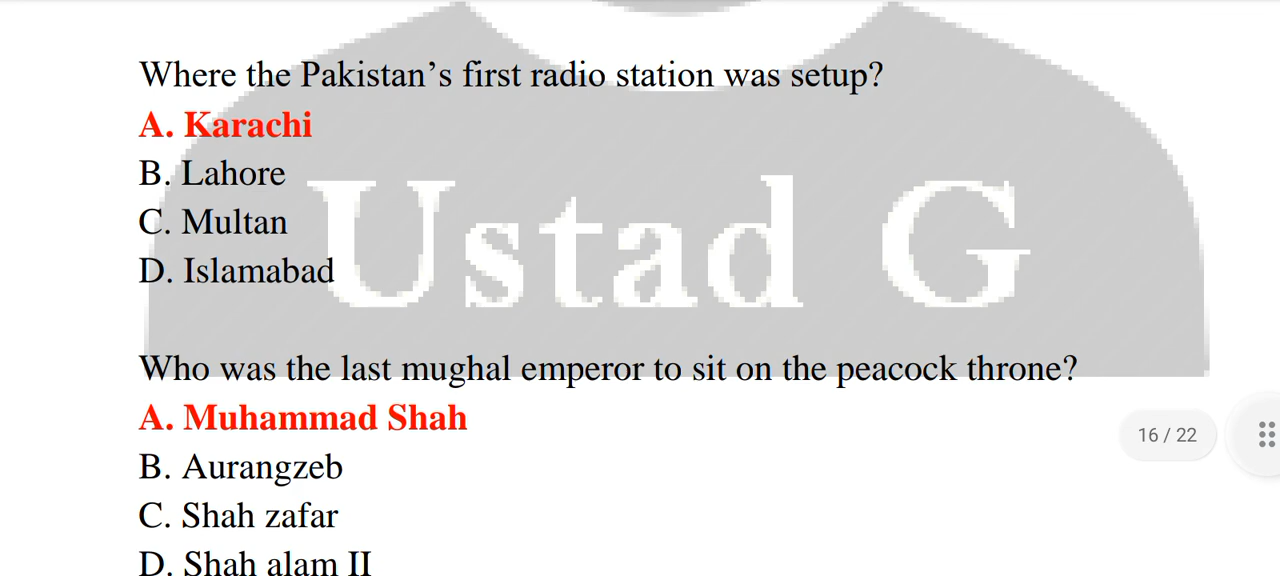 Where the Pakistan’s first radio station was setup?
A. Karachi
B. Lahore
C. Multan
D. Islamabad
Ustad G
Who was the last mughal emperor to sit on the peacock throne?
A. Muhammad Shah
B. Aurangzeb
C. Shah zafar
D. Shah alam II
16 / 22